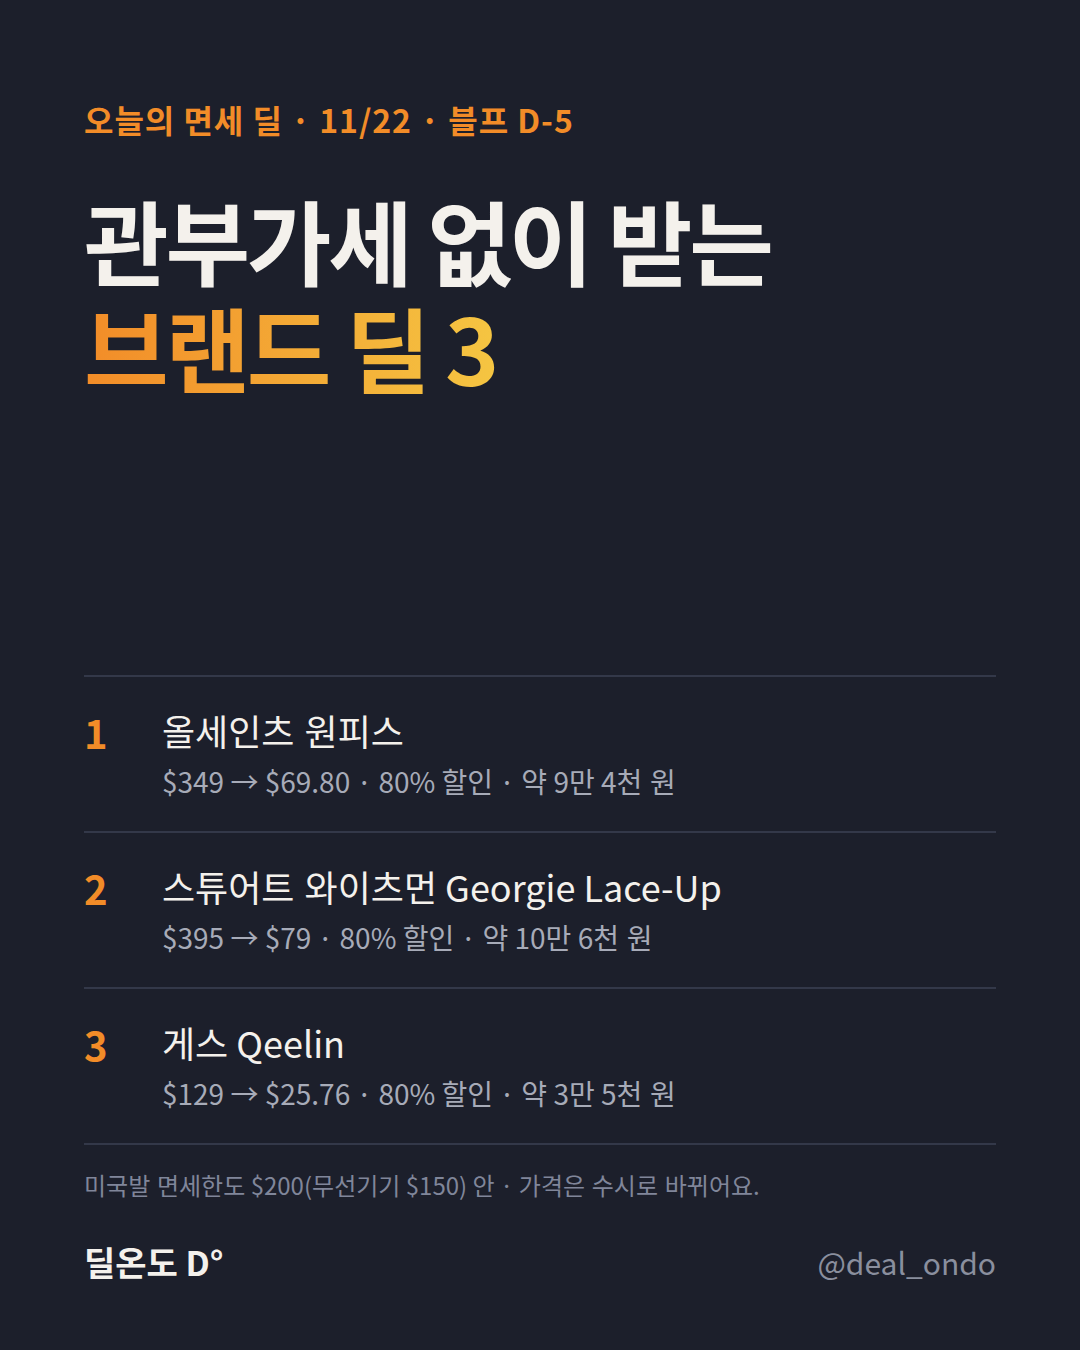 오늘의 면세 딜 · 11/22 · 블프 D-5
관부가세 없이 받는
브랜드 딜 3
1 올세인츠 원피스
$349 → $69.80 · 80% 할인 · 약 9만 4천 원
2 스튜어트 와이츠먼 Georgie Lace-Up
$395 → $79 · 80% 할인 · 약 10만 6천 원
3 게스 Qeelin
$129 → $25.76 · 80% 할인 · 약 3만 5천 원
미국발 면세한도 $200(무선기기 $150) 안 · 가격은 수시로 바뀌어요.
딜온도 D° @deal_ondo